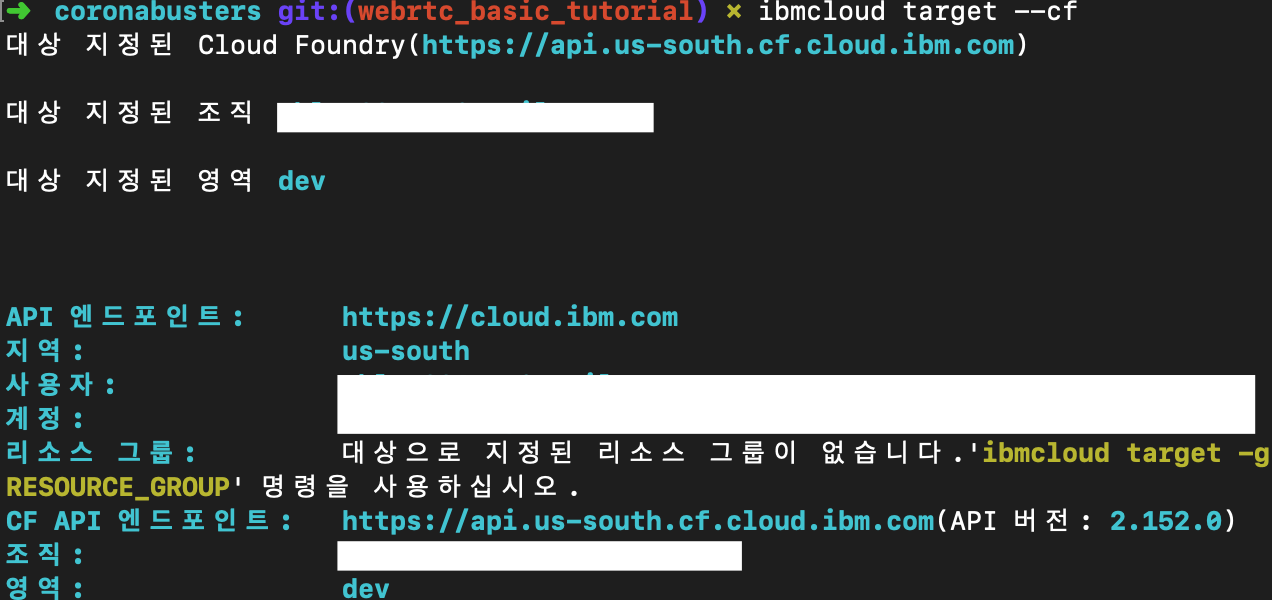 ➜ coronabusters git:(webrtc_basic_tutorial) ✗ ibmcloud target --cf
대상 지정된 Cloud Foundry(https://api.us-south.cf.cloud.ibm.com)
대상 지정된 조직
대상 지정된 영역 dev
API 엔드포인트: https://cloud.ibm.com
지역: us-south
사용자:
계정:
리소스 그룹: 대상으로 지정된 리소스 그룹이 없습니다.'ibmcloud target -g
RESOURCE_GROUP' 명령을 사용하십시오.
CF API 엔드포인트: https://api.us-south.cf.cloud.ibm.com(API 버전: 2.152.0)
조직:
영역: dev